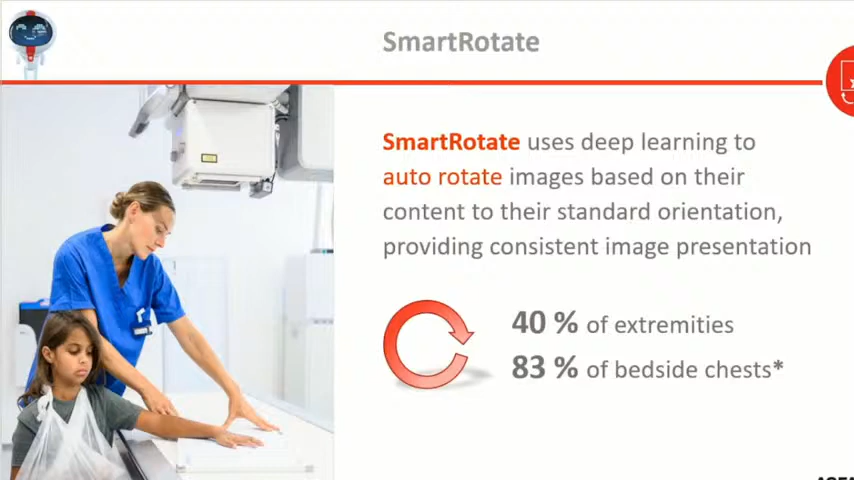 SmartRotate
SmartRotate uses deep learning to
auto rotate images based on their
content to their standard orientation,
providing consistent image presentation
40 % of extremities
83 % of bedside chests*